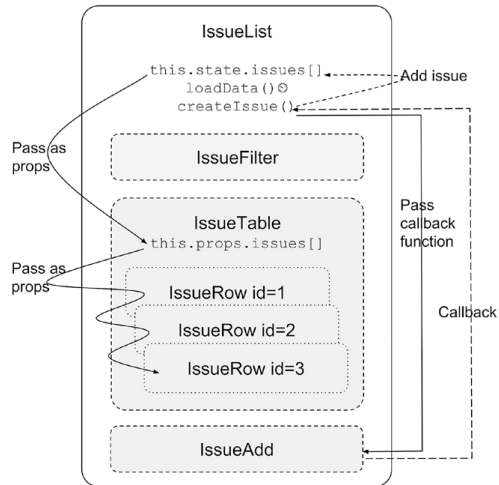 IssueList
this.state.issues[]
loadData()
createIssue()
Add issue
Pass as
props
IssueFilter
Pass
callback
function
IssueTable
this.props.issues[]
Pass as
props
IssueRow id=1
Callback
IssueRow id=2
IssueRow id=3
IssueAdd